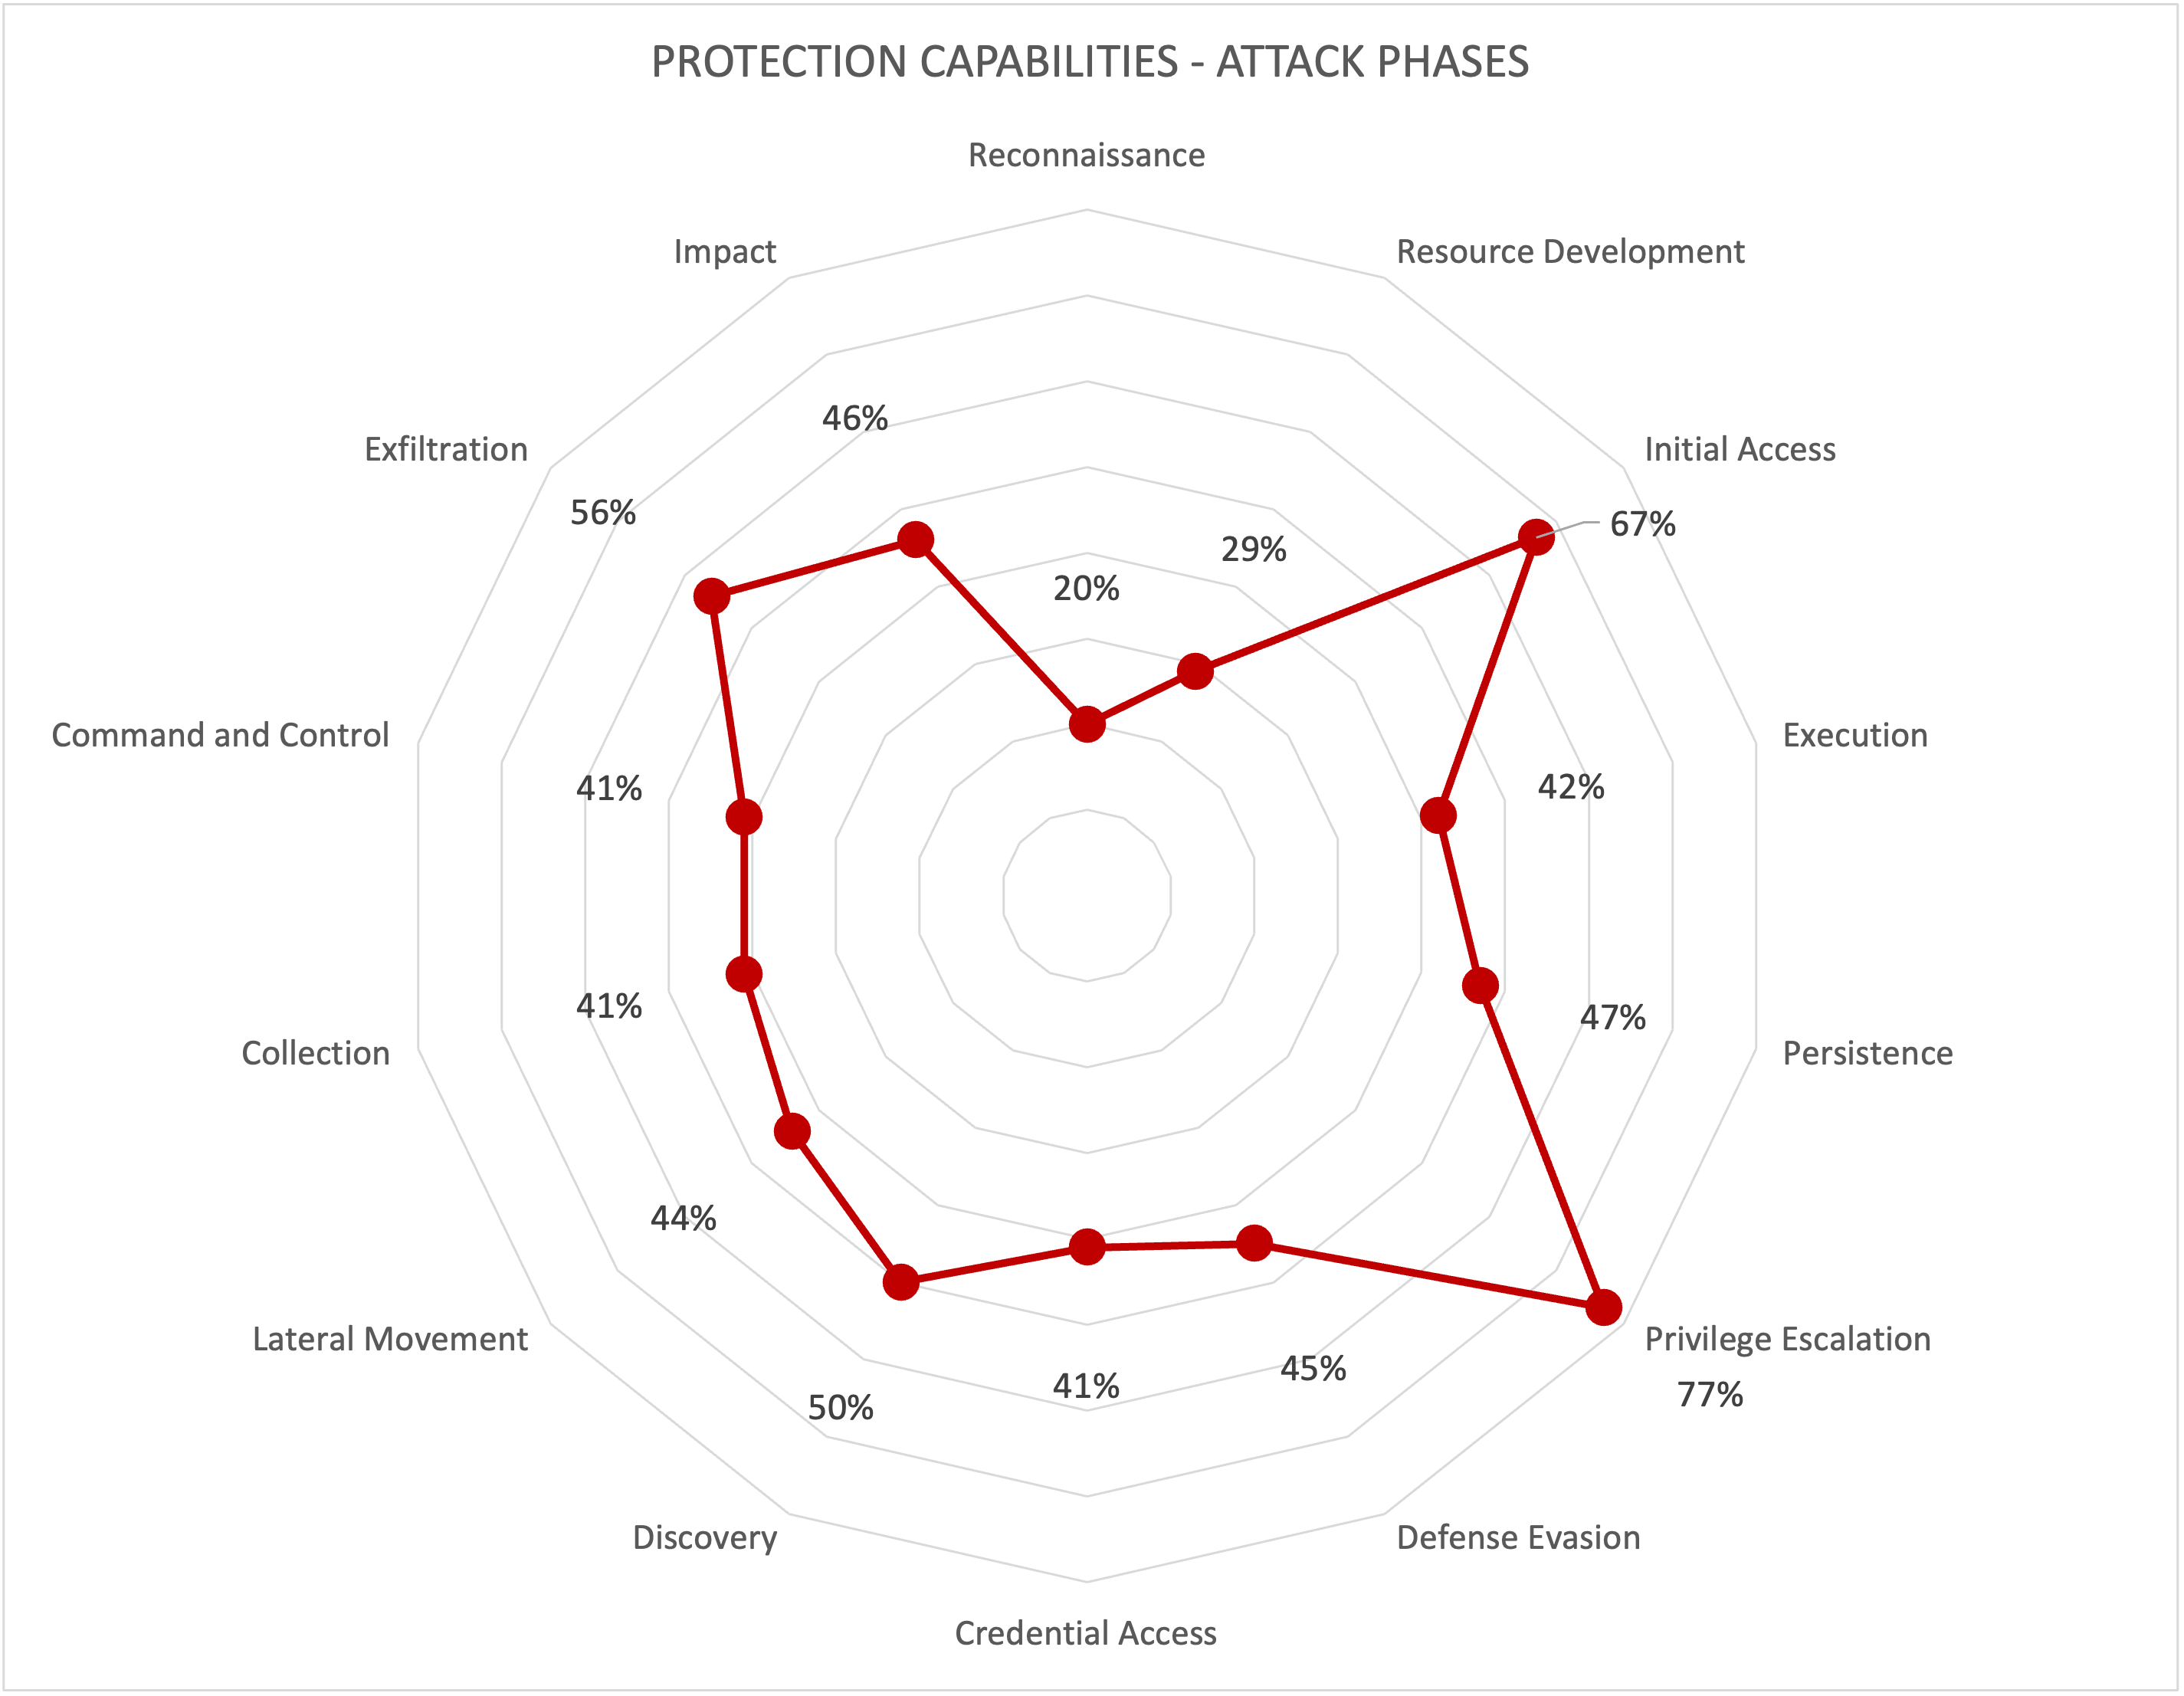 PROTECTION CAPABILITIES - ATTACK PHASES
Reconnaissance
20%
Resource Development
29%
Initial Access
67%
Execution
42%
Persistence
47%
Privilege Escalation
77%
Defense Evasion
45%
Credential Access
41%
Discovery
50%
Lateral Movement
44%
Collection
41%
Command and Control
41%
Exfiltration
56%
Impact
46%